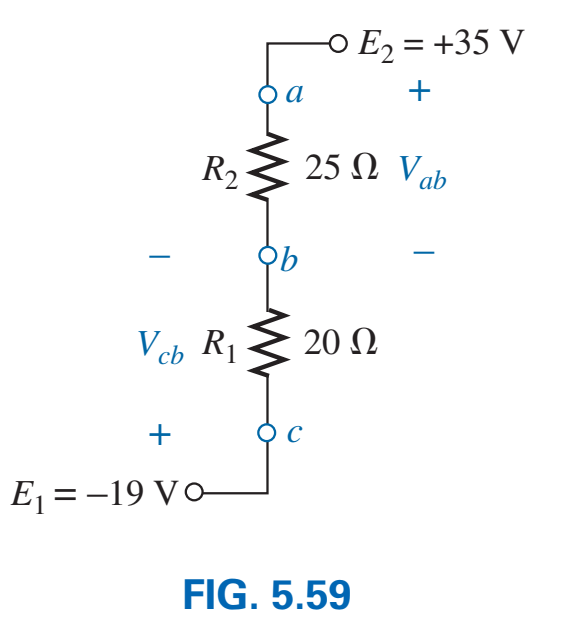 E₂ = +35 V
a
+
R₂ 25 Ω V_ab
− b −
V_cb R₁ 20 Ω
+ c
E₁ = −19 V
FIG. 5.59